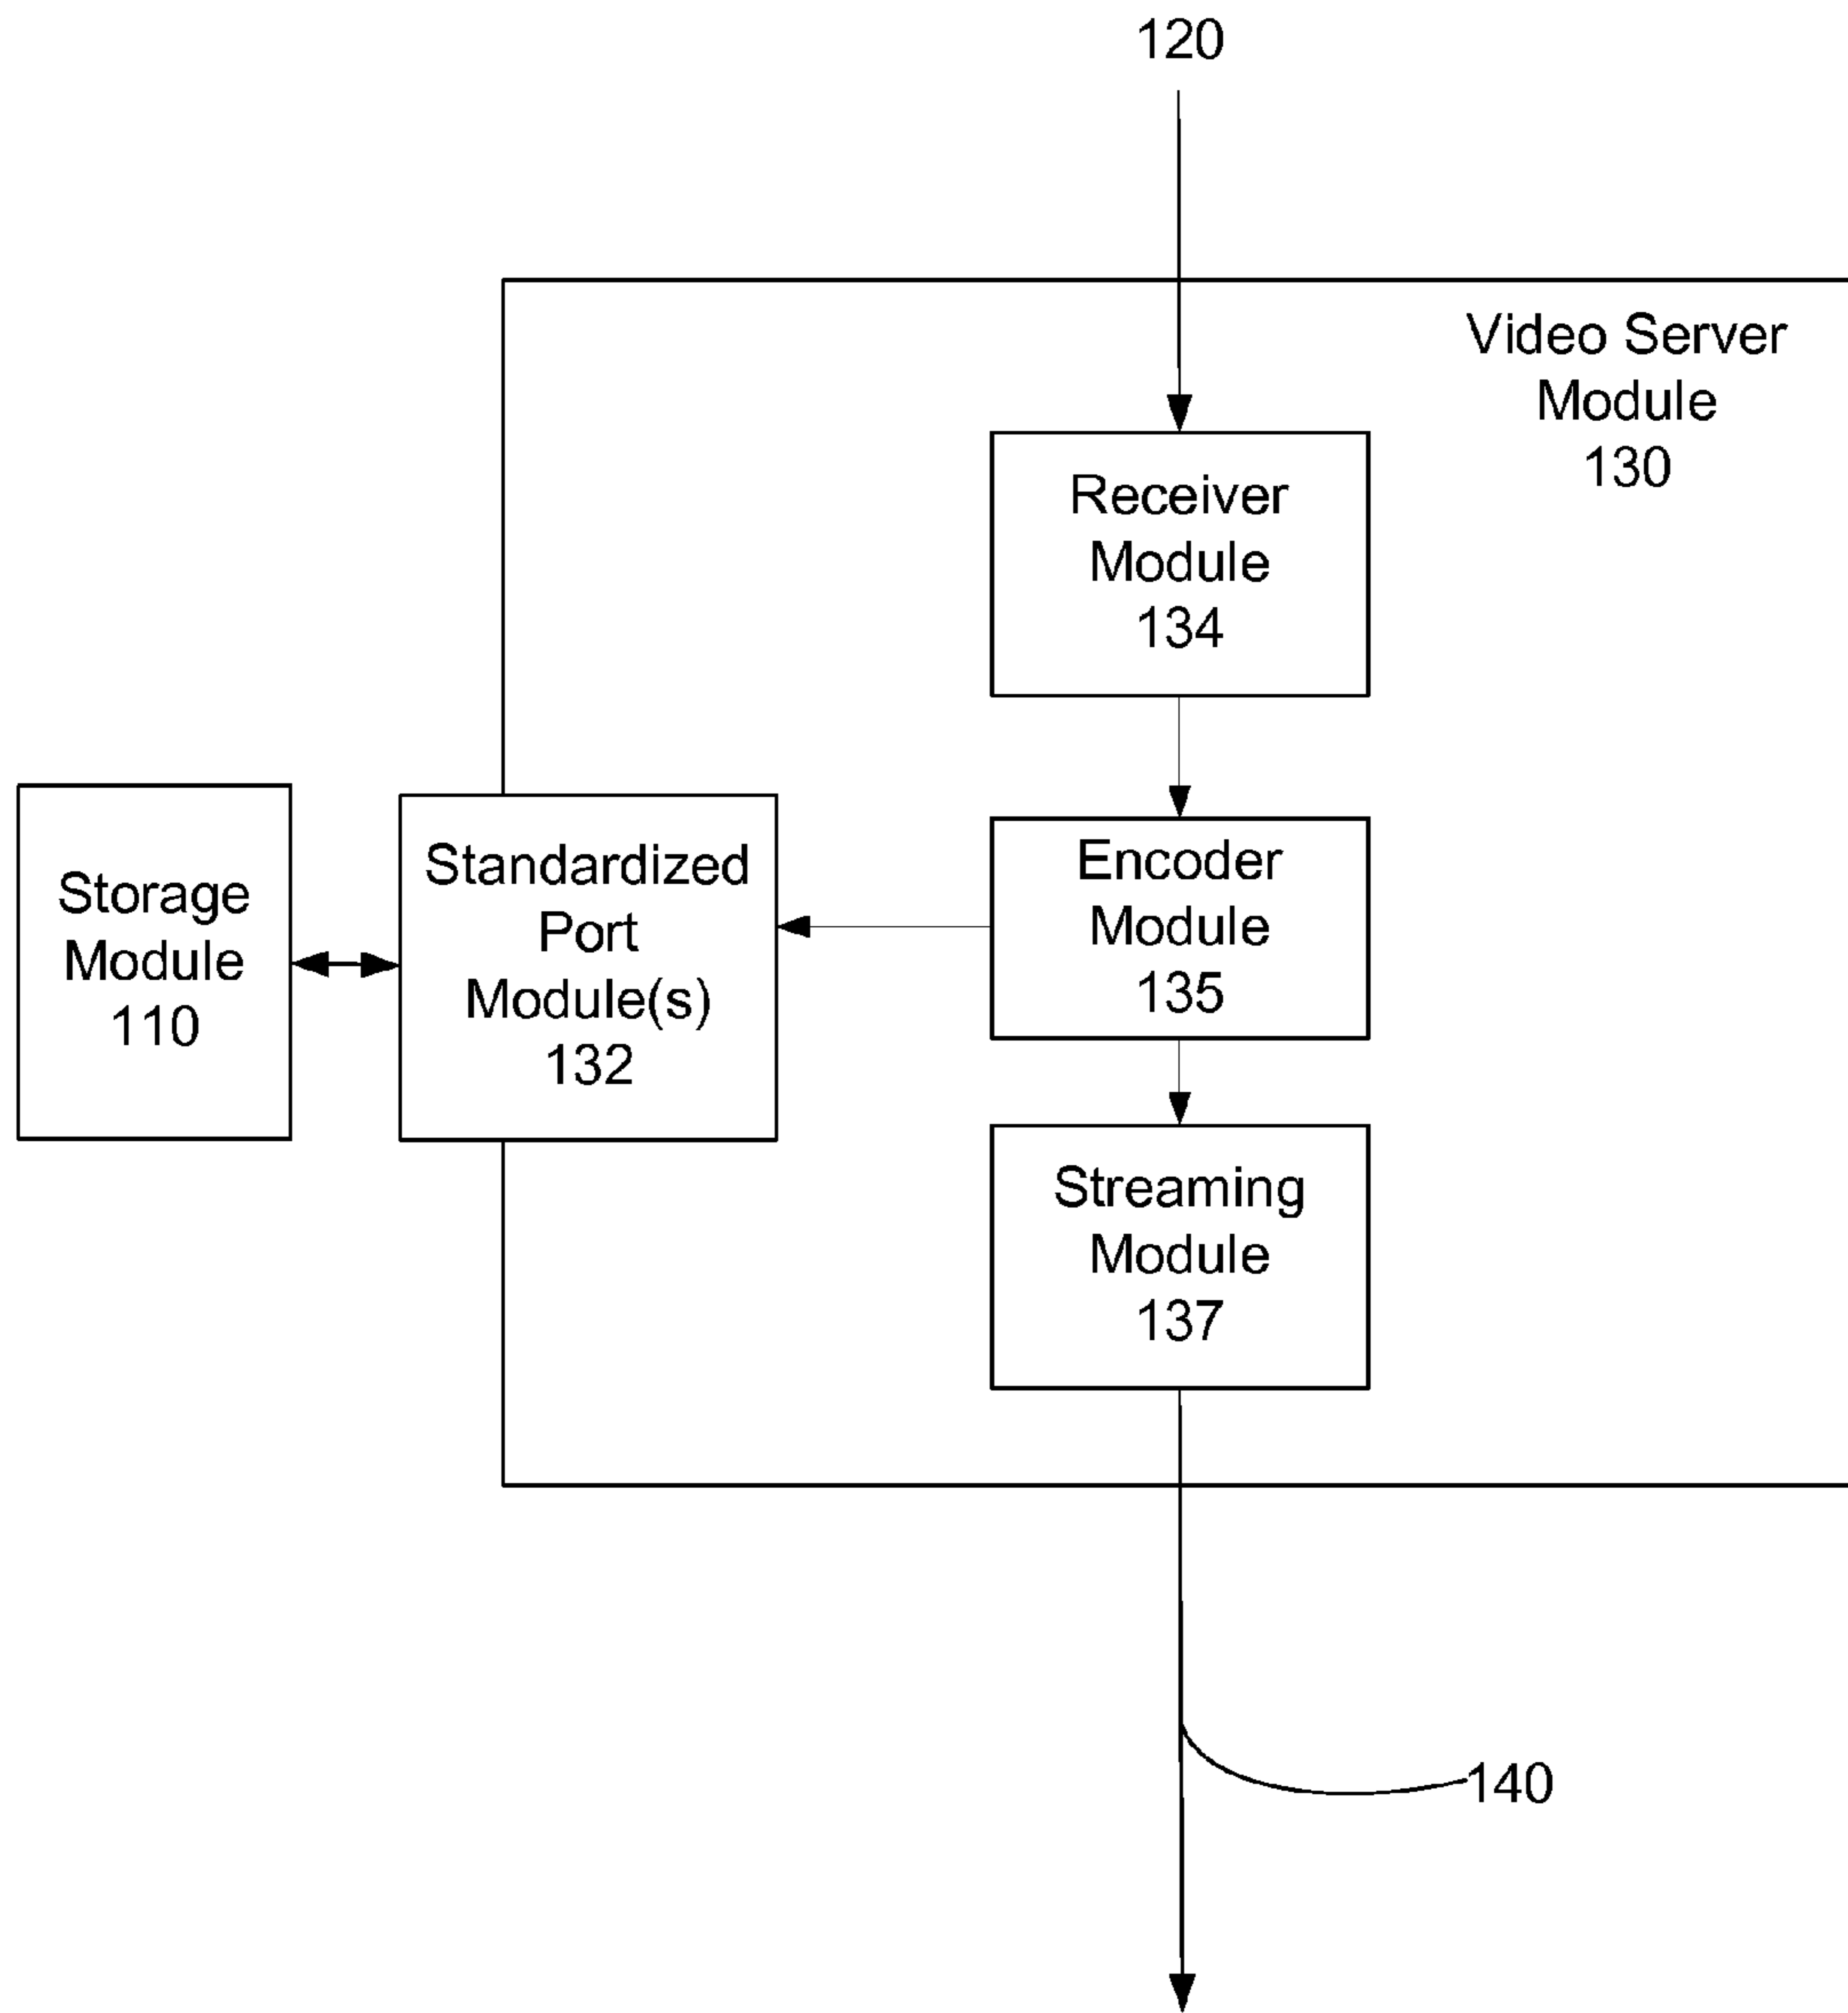 120
Video Server
Module
130
Receiver
Module
134
Storage
Module
110
Standardized
Port
Module(s)
132
Encoder
Module
135
Streaming
Module
137
140